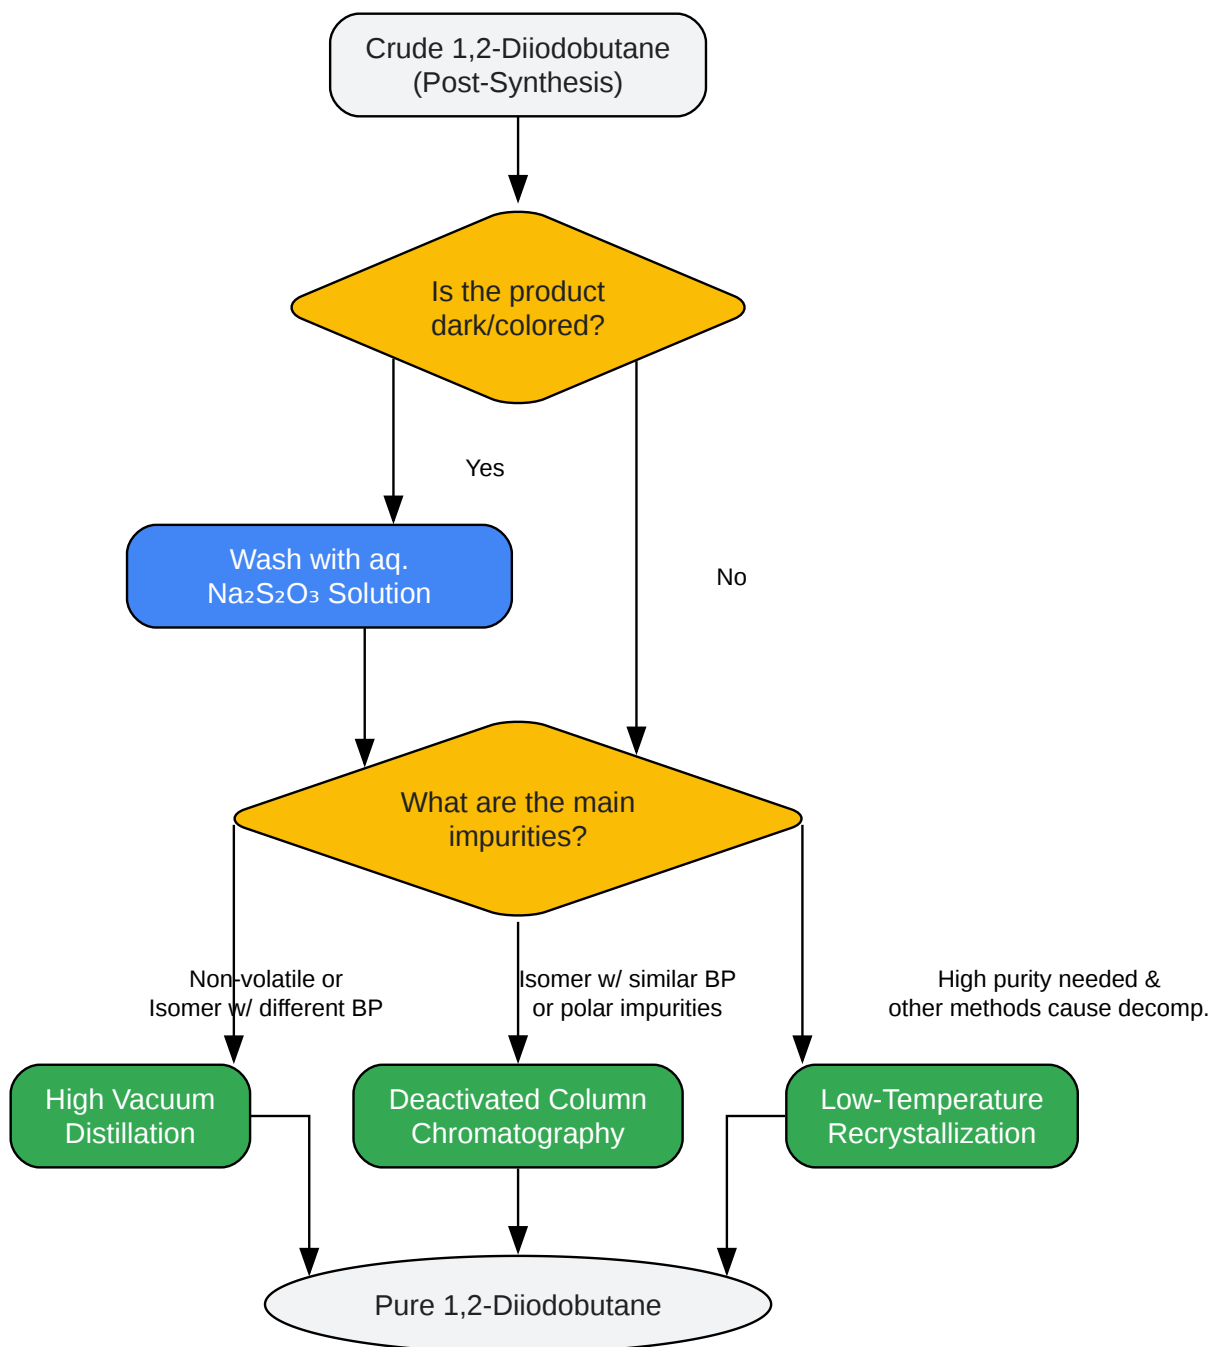 Crude 1,2-Diiodobutane
(Post-Synthesis)
Is the product
dark/colored?
Yes
Wash with aq.
Na₂S₂O₃ Solution
No
What are the main
impurities?
Non-volatile or
Isomer w/ different BP
Isomer w/ similar BP
or polar impurities
High purity needed &
other methods cause decomp.
High Vacuum
Distillation
Deactivated Column
Chromatography
Low-Temperature
Recrystallization
Pure 1,2-Diiodobutane